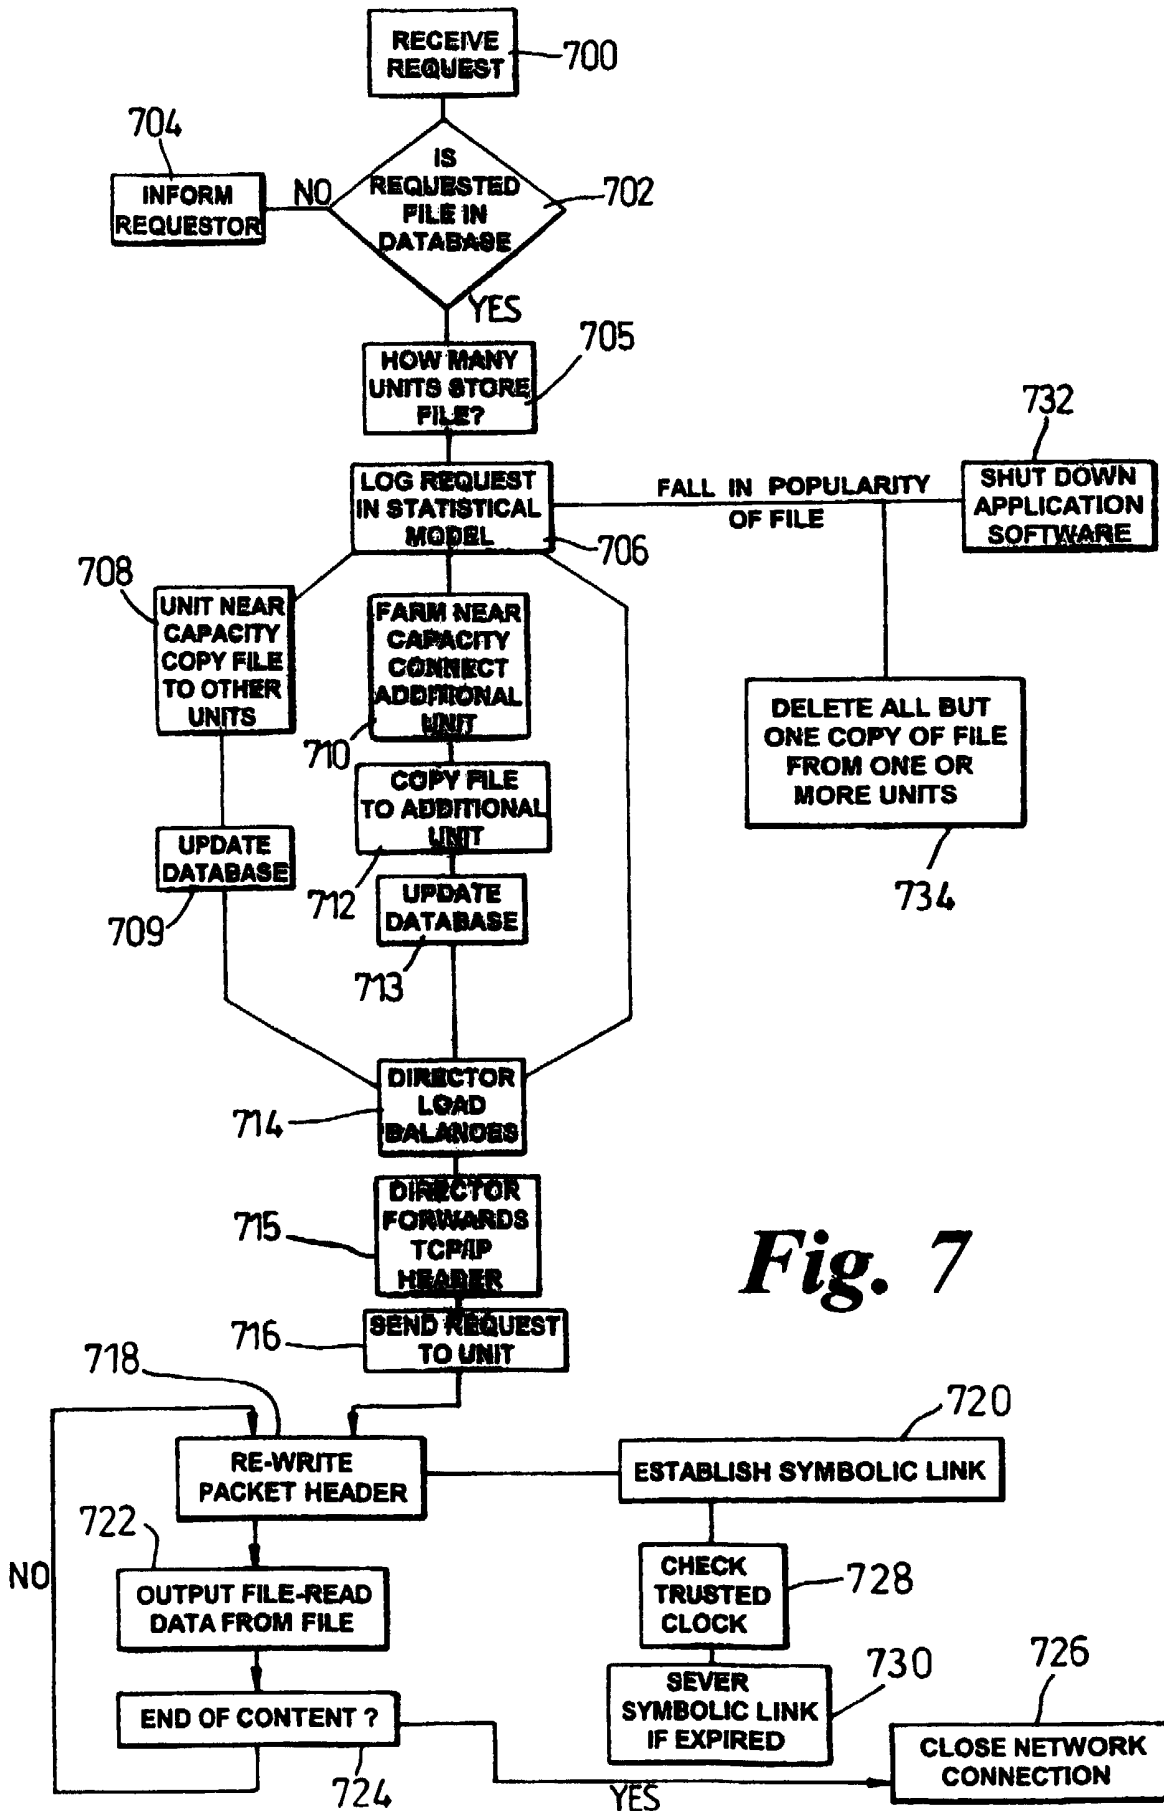 RECEIVE
REQUEST
700
704
IS
REQUESTED
FILE IN
DATABASE
702
NO
INFORM
REQUESTOR
YES
HOW MANY
UNITS STORE
FILE?
705
LOG REQUEST
IN STATISTICAL
MODEL
706
FALL IN POPULARITY
OF FILE
732
SHUT DOWN
APPLICATION
SOFTWARE
708
UNIT NEAR
CAPACITY
COPY FILE
TO OTHER
UNITS
FARM NEAR
CAPACITY
CONNECT
ADDITIONAL
UNIT
710
DELETE ALL BUT
ONE COPY OF FILE
FROM ONE OR
MORE UNITS
734
COPY FILE
TO ADDITIONAL
UNIT
712
UPDATE
DATABASE
709
UPDATE
DATABASE
713
DIRECTOR
LOAD
BALANCES
714
DIRECTOR
FORWARDS
TCP/IP
HEADER
715
Fig. 7
SEND REQUEST
TO UNIT
716
718
RE-WRITE
PACKET HEADER
720
ESTABLISH SYMBOLIC LINK
722
NO
OUTPUT FILE-READ
DATA FROM FILE
CHECK
TRUSTED
CLOCK
728
END OF CONTENT ?
724
SEVER
SYMBOLIC LINK
IF EXPIRED
730
726
CLOSE NETWORK
CONNECTION
YES